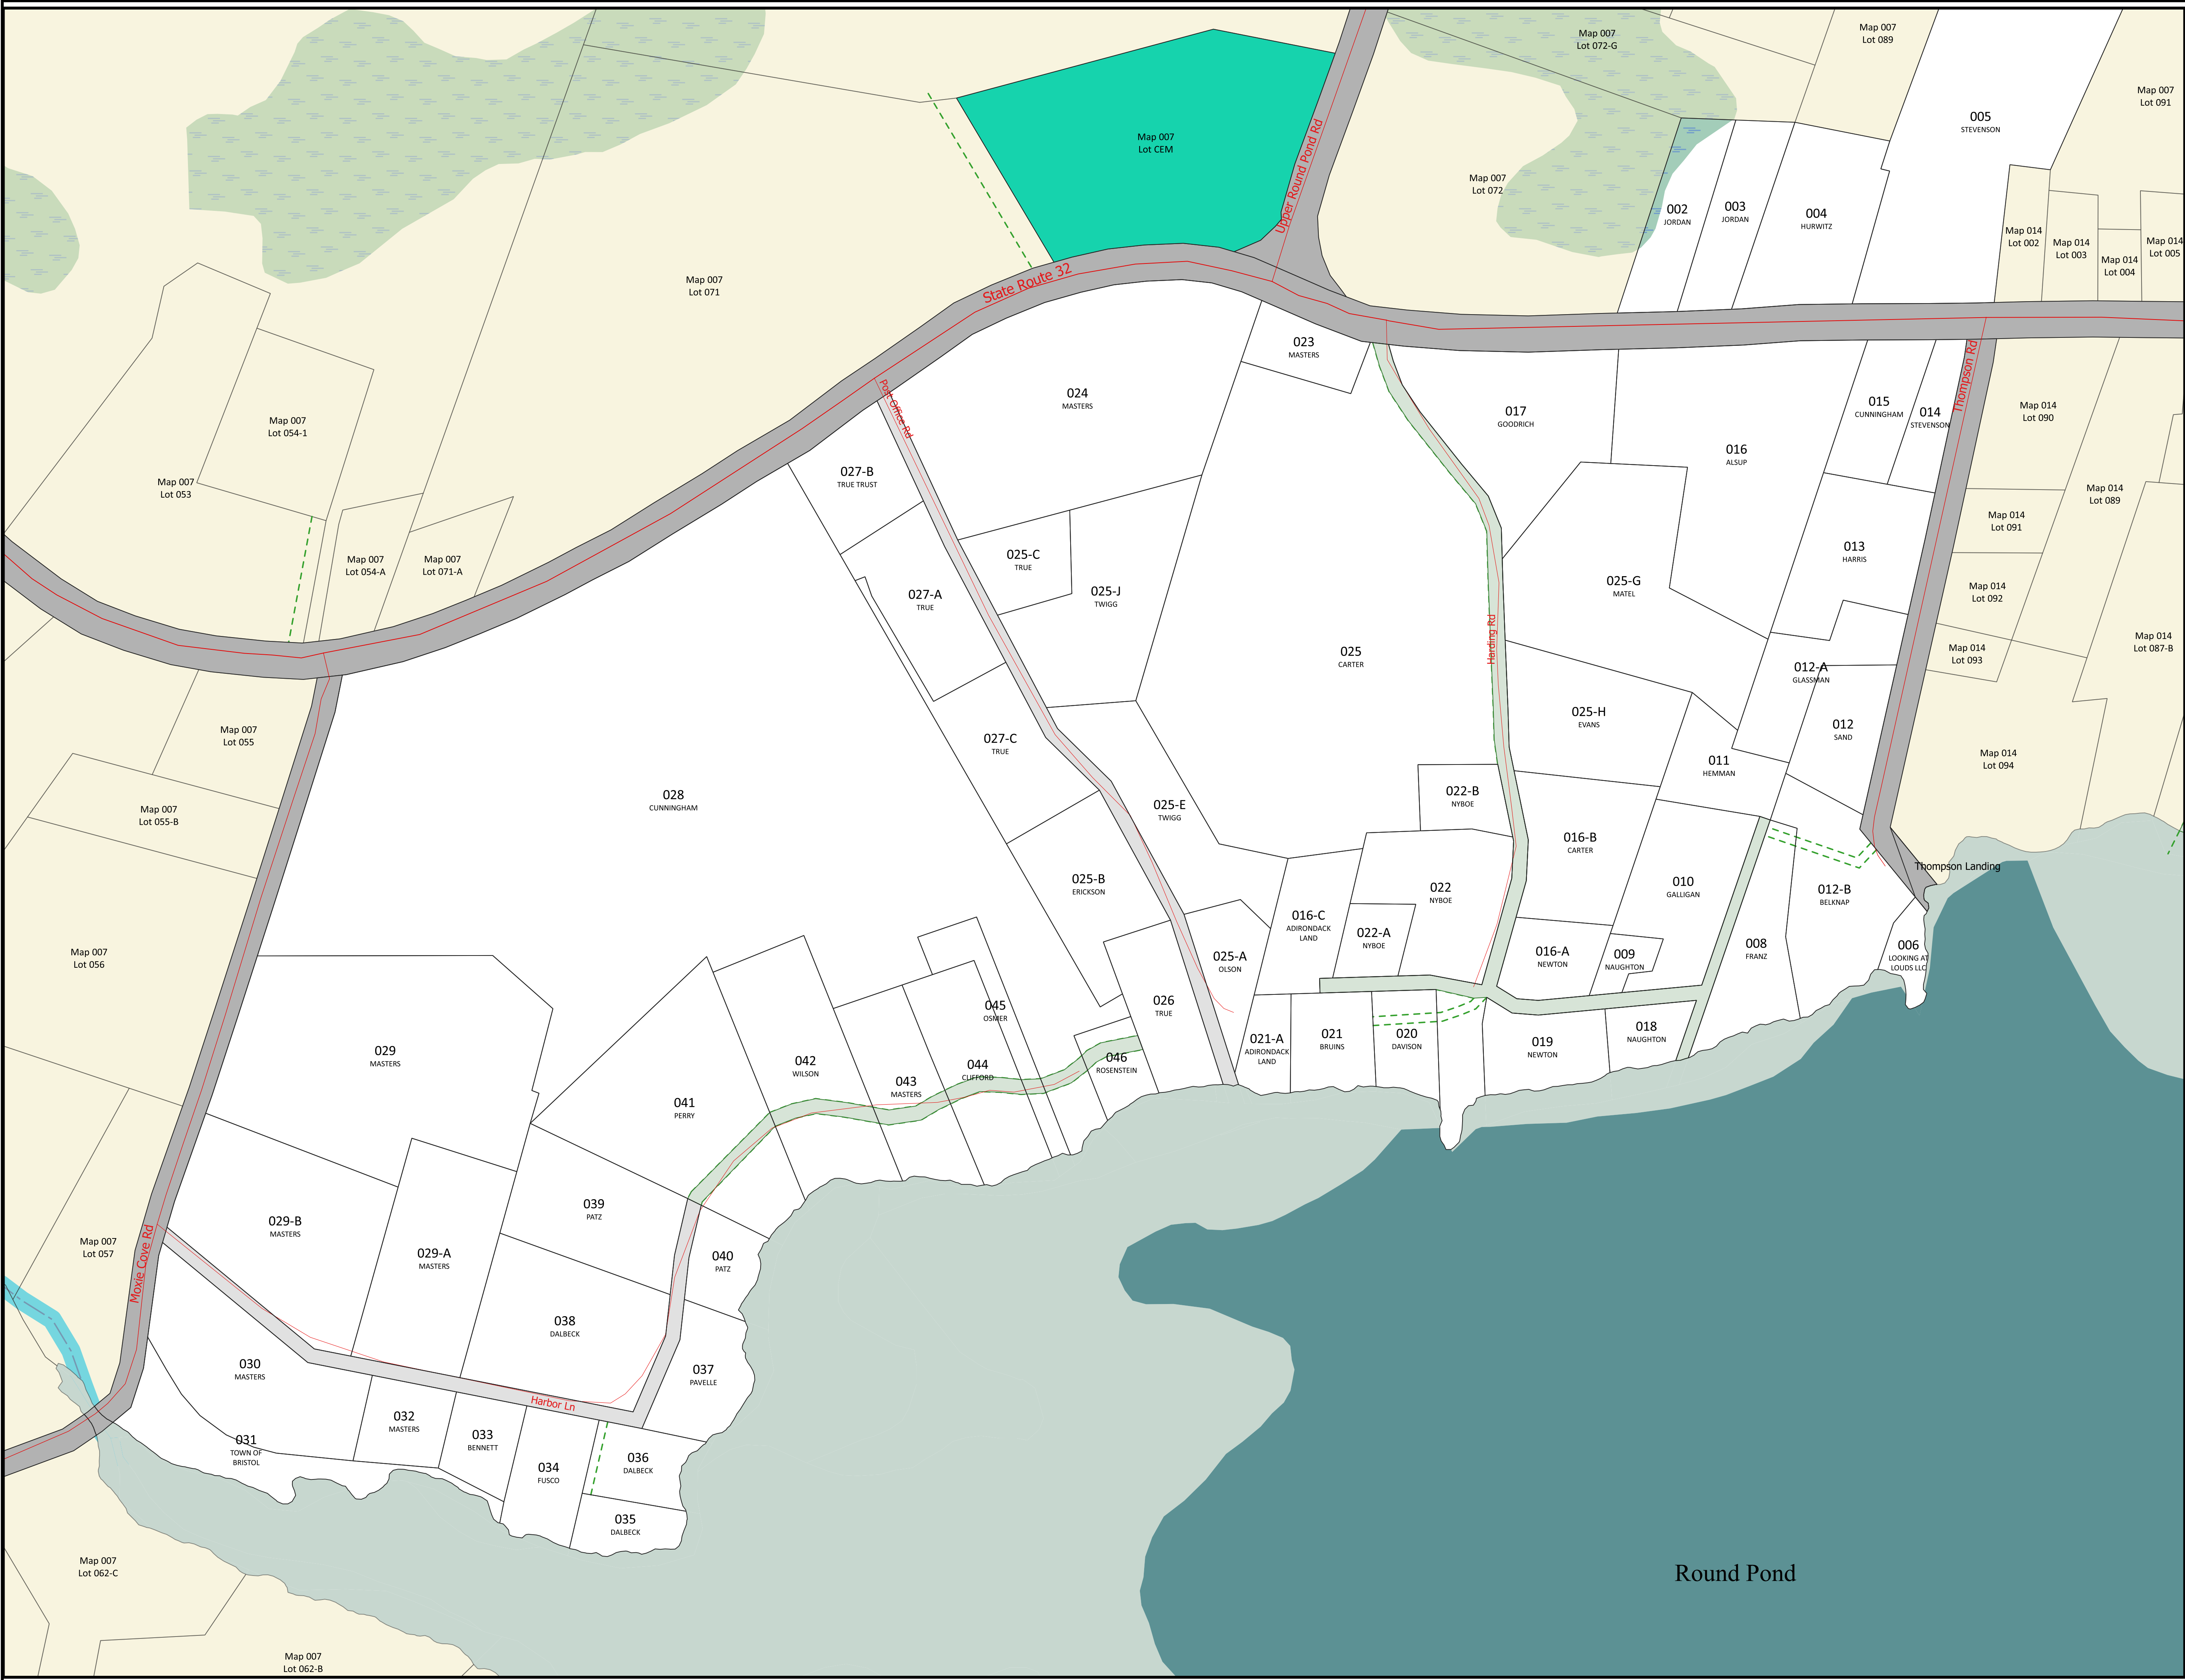 Map 007
Lot 072-G
Map 007
Lot 089
Map 007
Lot 091
005
STEVENSON
Map 007
Lot CEM
Upper Round Pond Rd
Map 007
Lot 072
002
JORDAN
003
JORDAN
004
HURWITZ
Map 014
Lot 002
Map 014
Lot 003
Map 014
Lot 004
Map 014
Lot 005
Map 007
Lot 071
State Route 32
023
MASTERS
024
MASTERS
Post Office Rd
017
GOODRICH
016
ALSUP
015
CUNNINGHAM
014
STEVENSON
Thompson Rd
Map 014
Lot 090
Map 007
Lot 054-1
Map 007
Lot 053
027-B
TRUE TRUST
Map 014
Lot 089
Map 014
Lot 091
013
HARRIS
025-C
TRUE
Map 007
Lot 054-A
Map 007
Lot 071-A
027-A
TRUE
025-J
TWIGG
025-G
MATEL
Map 014
Lot 092
Map 014
Lot 087-B
Map 014
Lot 093
Harding Rd
025
CARTER
012-A
GLASSMAN
Map 007
Lot 055
027-C
TRUE
025-H
EVANS
012
SAND
Map 014
Lot 094
011
HEMMAN
028
CUNNINGHAM
Map 007
Lot 055-B
025-E
TWIGG
022-B
NYBOE
016-B
CARTER
Thompson Landing
025-B
ERICKSON
022
NYBOE
010
GALLIGAN
012-B
BELKNAP
016-C
ADIRONDACK
LAND
022-A
NYBOE
Map 007
Lot 056
025-A
OLSON
016-A
NEWTON
009
NAUGHTON
008
FRANZ
006
LOOKING AT
LOUDS LLC
026
TRUE
045
OSMER
021-A
ADIRONDACK
LAND
021
BRUINS
020
DAVISON
019
NEWTON
018
NAUGHTON
029
MASTERS
042
WILSON
043
MASTERS
044
CLIFFORD
046
ROSENSTEIN
041
PERRY
039
PATZ
029-B
MASTERS
029-A
MASTERS
040
PATZ
Map 007
Lot 057
Moxie Cove Rd
038
DALBECK
030
MASTERS
037
PAVELLE
Harbor Ln
032
MASTERS
033
BENNETT
031
TOWN OF
BRISTOL
034
FUSCO
036
DALBECK
035
DALBECK
Map 007
Lot 062-C
Round Pond
Map 007
Lot 062-B